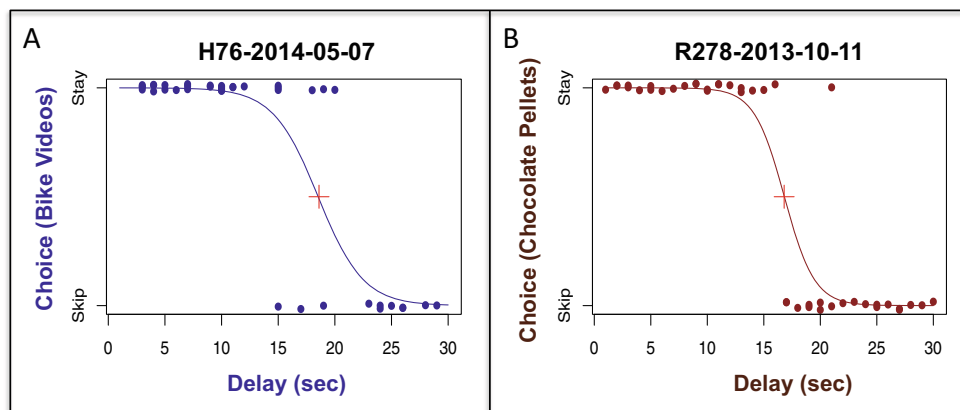 A
H76-2014-05-07
Stay
Skip
Choice (Bike Videos)
0 5 10 15 20 25 30
Delay (sec)
B
R278-2013-10-11
Stay
Skip
Choice (Chocolate Pellets)
0 5 10 15 20 25 30
Delay (sec)